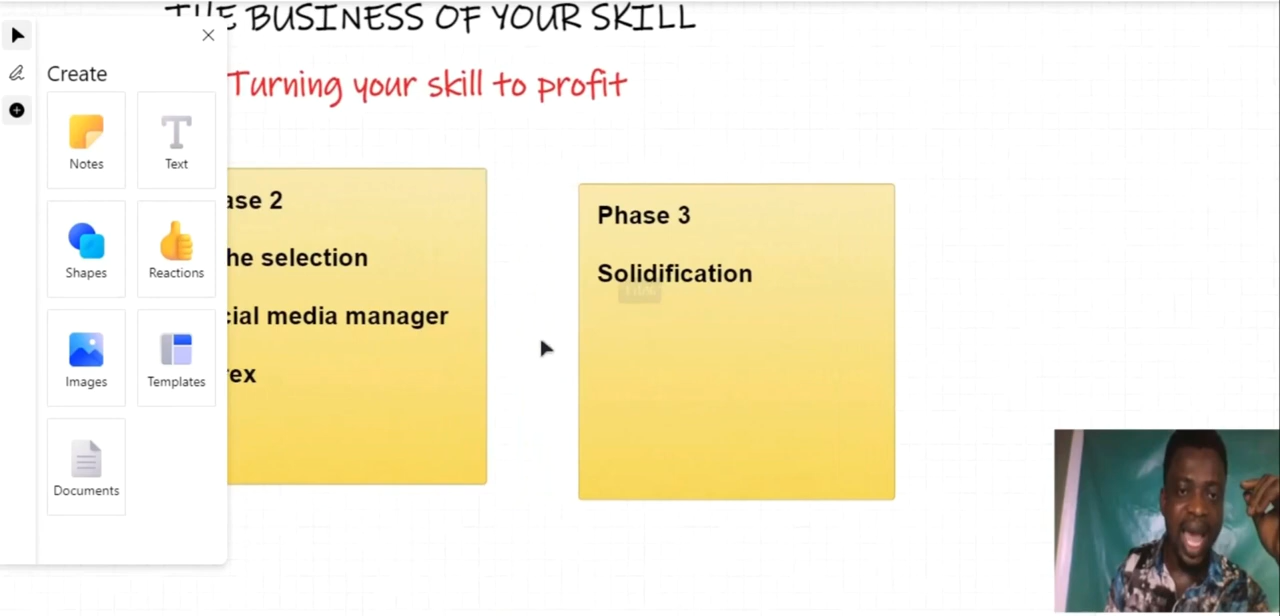 THE BUSINESS OF YOUR SKILL
Turning your skill to profit
Create
Notes
Text
Shapes
Reactions
Images
Templates
Documents
ase 2
he selection
cial media manager
rex
Phase 3
Solidification